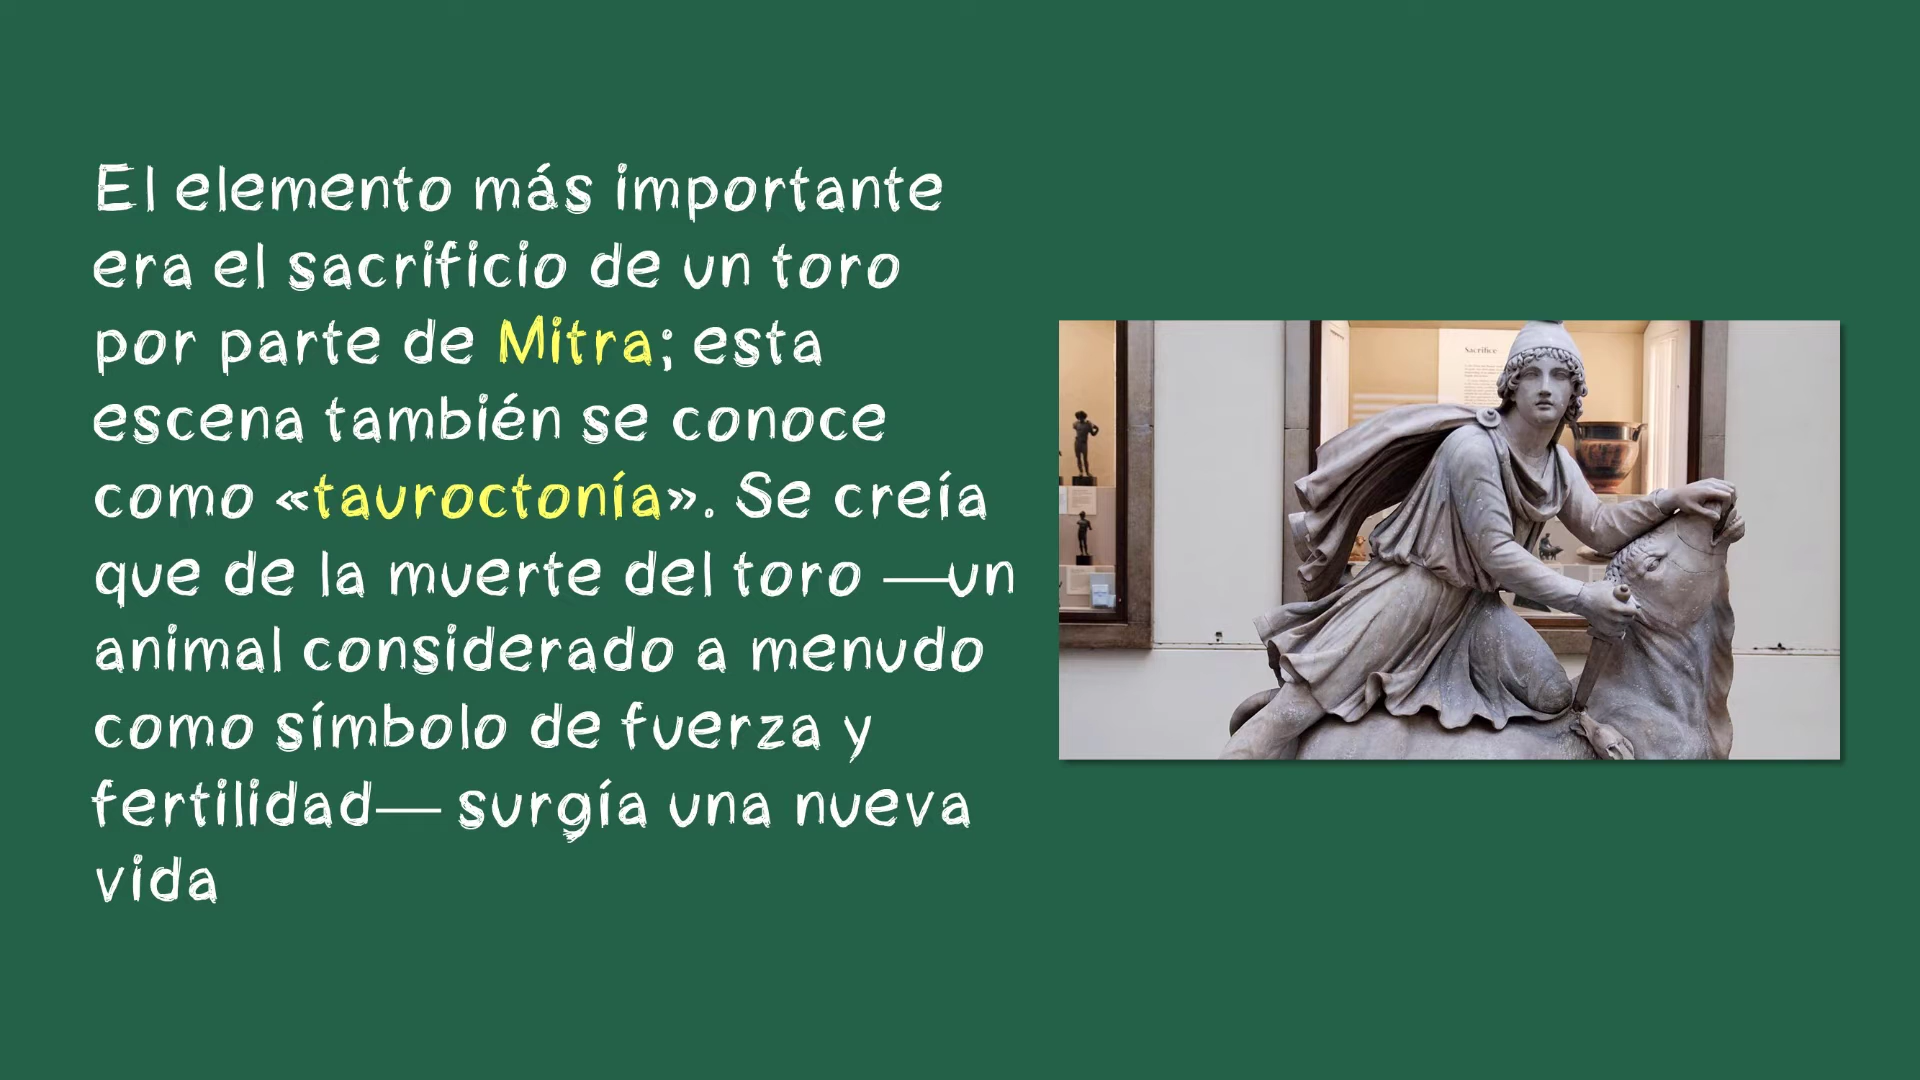 El elemento más importante
era el sacrificio de un toro
por parte de Mitra; esta
escena también se conoce
como «tauroctonía». Se creía
que de la muerte del toro —un
animal considerado a menudo
como símbolo de fuerza y
fertilidad— surgía una nueva
vida
Sacrifice